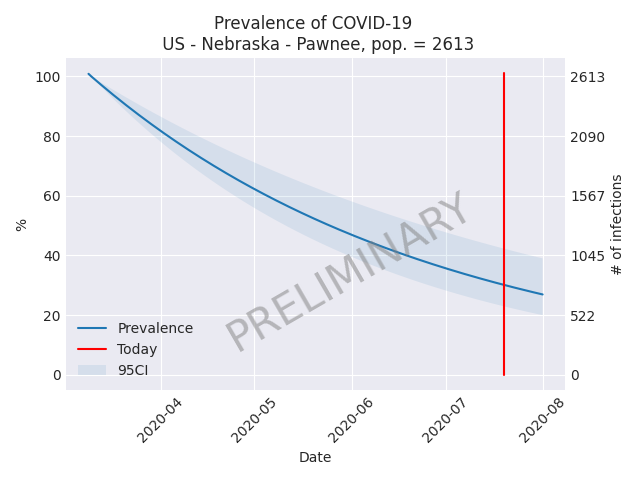 Prevalence of COVID-19
US - Nebraska - Pawnee, pop. = 2613
100
80
60
40
20
0
%
2613
2090
1567
1045
522
0
# of infections
PRELIMINARY
Prevalence
Today
95CI
2020-04
2020-05
2020-06
2020-07
2020-08
Date